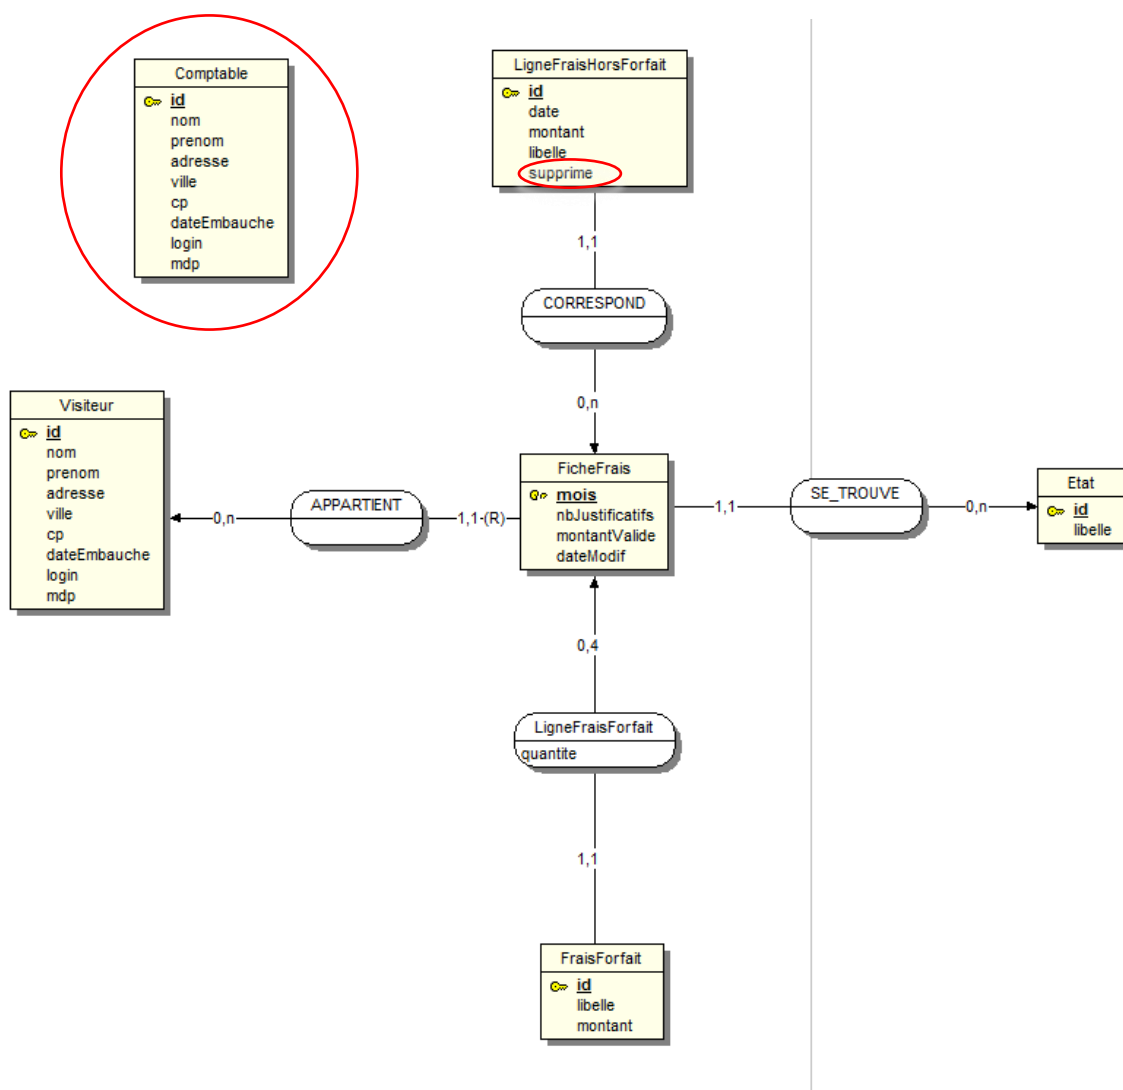 Comptable
id
nom
prenom
adresse
ville
cp
dateEmbauche
login
mdp
LigneFraisHorsForfait
id
date
montant
libelle
supprime
1,1
CORRESPOND
0,n
Visiteur
id
nom
prenom
adresse
ville
cp
dateEmbauche
login
mdp
0,n
APPARTIENT
1,1-(R)
FicheFrais
mois
nbJustificatifs
montantValide
dateModif
1,1
SE_TROUVE
0,n
Etat
id
libelle
0,4
LigneFraisForfait
quantite
1,1
FraisForfait
id
libelle
montant